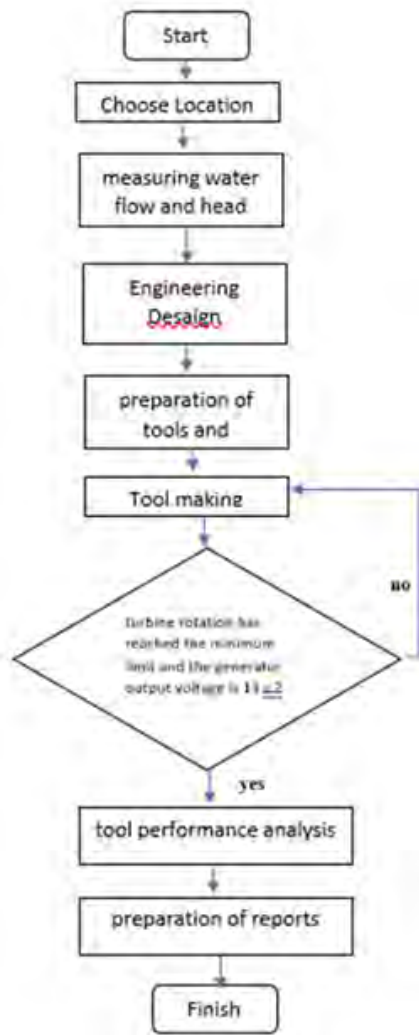 Start
Choose Location
measuring water
flow and head
Engineering
Desaign
preparation of
tools and
Tool making
no
turbine rotation has
reached the minimum
limit and the generator
output voltage is
yes
tool performance analysis
preparation of reports
Finish